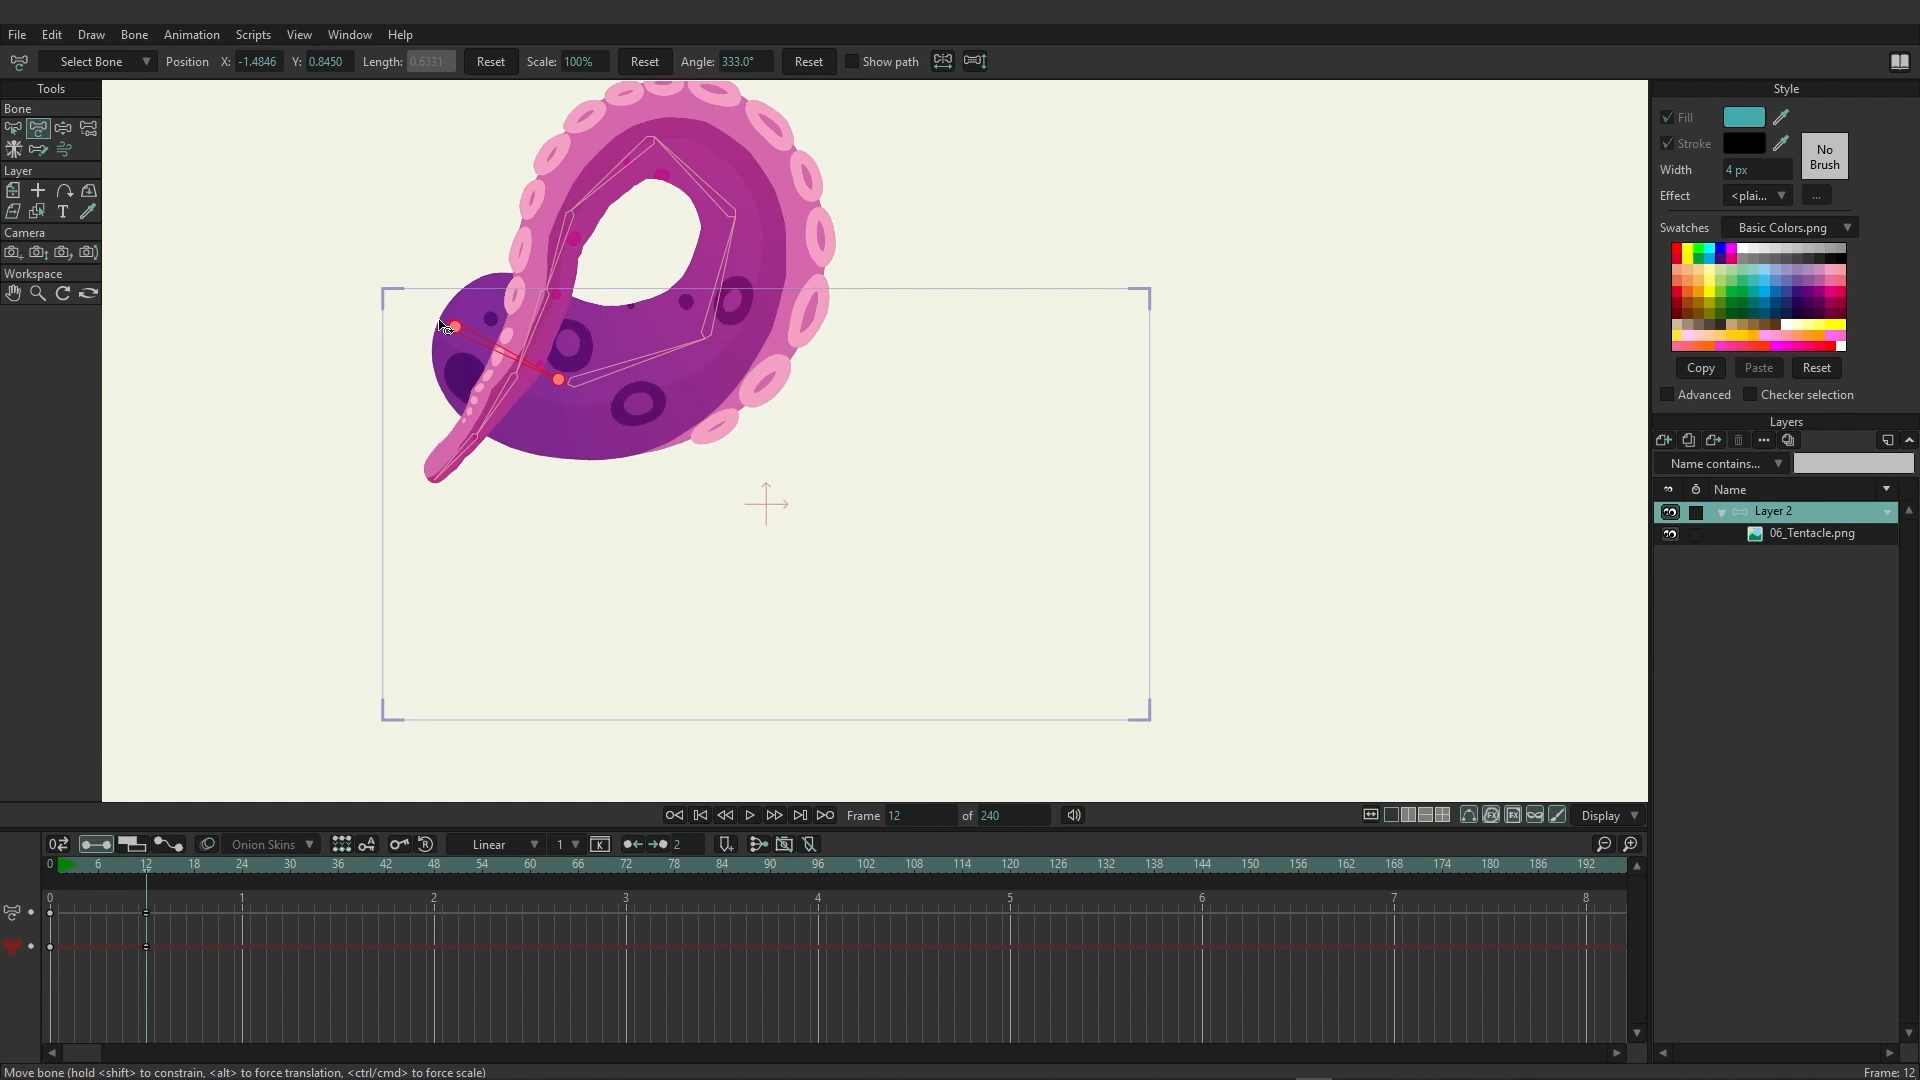 File Edit Draw Bone Animation Scripts View Window Help
Select Bone Position X: -1.4846 Y: 0.8450 Length: 0.6331 Reset Scale: 100% Reset Angle: 333.0° Reset Show path
Tools
Bone
Layer
T
Camera
Workspace
Style
Fill
Stroke
No Brush
Width 4 px
Effect <plai... ...
Swatches Basic Colors.png
Copy Paste Reset
Advanced Checker selection
Layers
Name contains...
Name
Layer 2
06_Tentacle.png
Frame 12 of 240
Display
Onion Skins Linear 1 K 2
0 6 12 18 24 30 36 42 48 54 60 66 72 78 84 90 96 102 108 114 120 126 132 138 144 150 156 162 168 174 180 186 192
0 1 2 3 4 5 6 7 8
Move bone (hold <shift> to constrain, <alt> to force translation, <ctrl/cmd> to force scale)
Frame: 12